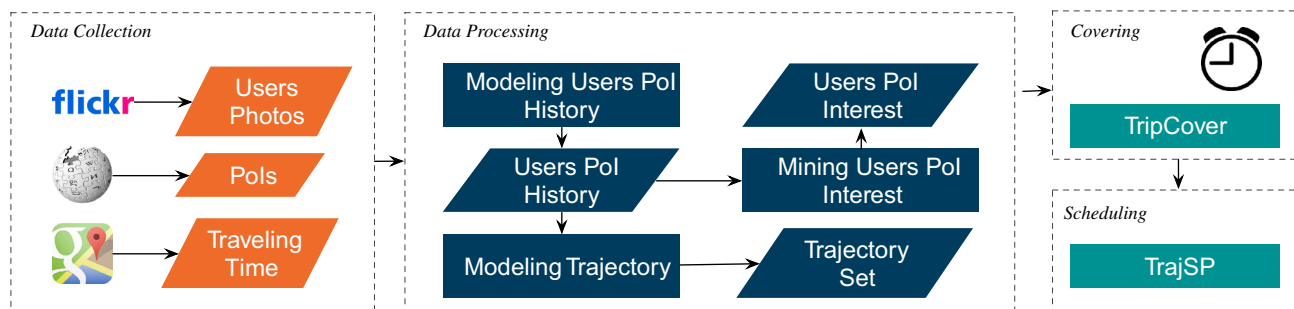 Data Collection
flickr
Users
Photos
PoIs
Traveling
Time
Data Processing
Modeling Users PoI
History
Users PoI
Interest
Users PoI
History
Mining Users PoI
Interest
Modeling Trajectory
Trajectory
Set
Covering
TripCover
Scheduling
TrajSP